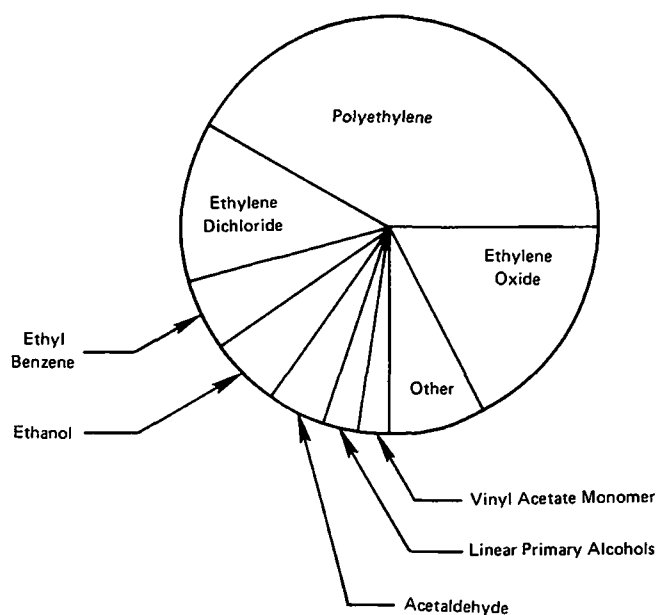 Polyethylene
Ethylene
Dichloride
Ethylene
Oxide
Ethyl
Benzene
Other
Ethanol
Vinyl Acetate Monomer
Linear Primary Alcohols
Acetaldehyde